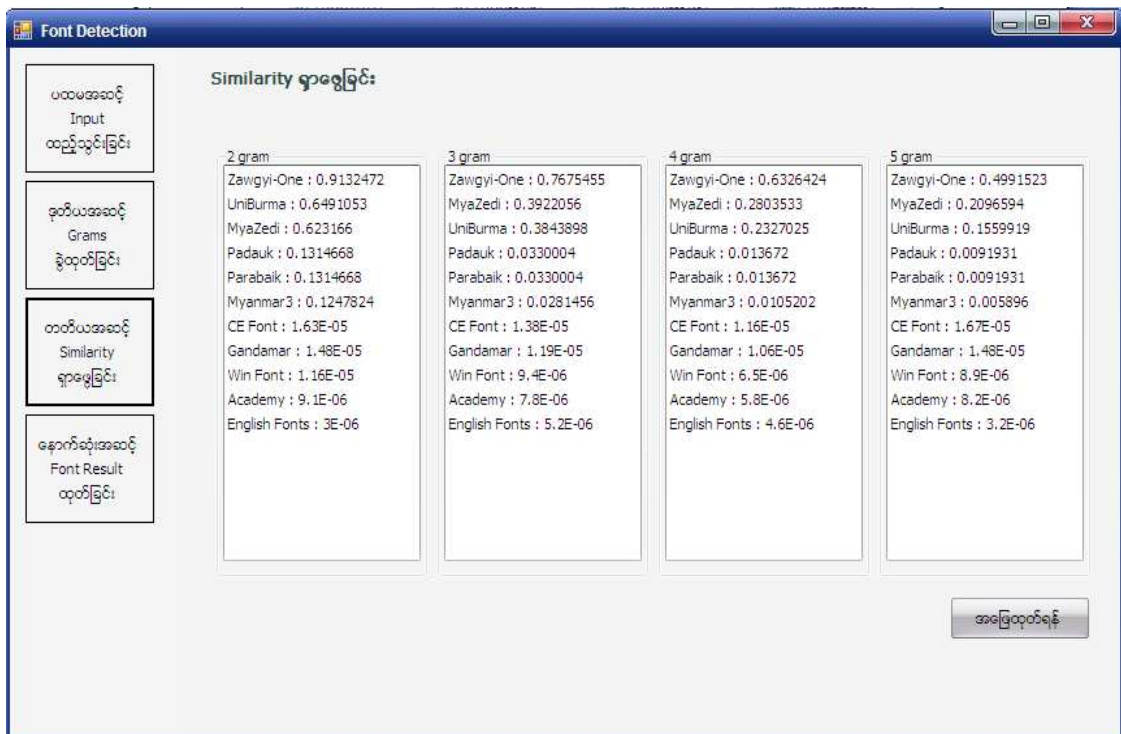 Font Detection
ပထမအဆင့်
Input
ထည့်သွင်းခြင်း
ဒုတိယအဆင့်
Grams
ခွဲထုတ်ခြင်း
တတိယအဆင့်
Similarity
ရှာဖွေခြင်း
နောက်ဆုံးအဆင့်
Font Result
ထုတ်ခြင်း
Similarity ရှာဖွေခြင်း
2 gram
Zawgyi-One : 0.9132472
UniBurma : 0.6491053
MyaZedi : 0.623166
Padauk : 0.1314668
Parabaik : 0.1314668
Myanmar3 : 0.1247824
CE Font : 1.63E-05
Gandamar : 1.48E-05
Win Font : 1.16E-05
Academy : 9.1E-06
English Fonts : 3E-06
3 gram
Zawgyi-One : 0.7675455
MyaZedi : 0.3922056
UniBurma : 0.3843898
Padauk : 0.0330004
Parabaik : 0.0330004
Myanmar3 : 0.0281456
CE Font : 1.38E-05
Gandamar : 1.19E-05
Win Font : 9.4E-06
Academy : 7.8E-06
English Fonts : 5.2E-06
4 gram
Zawgyi-One : 0.6326424
MyaZedi : 0.2803533
UniBurma : 0.2327025
Padauk : 0.013672
Parabaik : 0.013672
Myanmar3 : 0.0105202
CE Font : 1.16E-05
Gandamar : 1.06E-05
Win Font : 6.5E-06
Academy : 5.8E-06
English Fonts : 4.6E-06
5 gram
Zawgyi-One : 0.4991523
MyaZedi : 0.2096594
UniBurma : 0.1559919
Padauk : 0.0091931
Parabaik : 0.0091931
Myanmar3 : 0.005896
CE Font : 1.67E-05
Gandamar : 1.48E-05
Win Font : 8.9E-06
Academy : 8.2E-06
English Fonts : 3.2E-06
အဖြေထုတ်ရန်